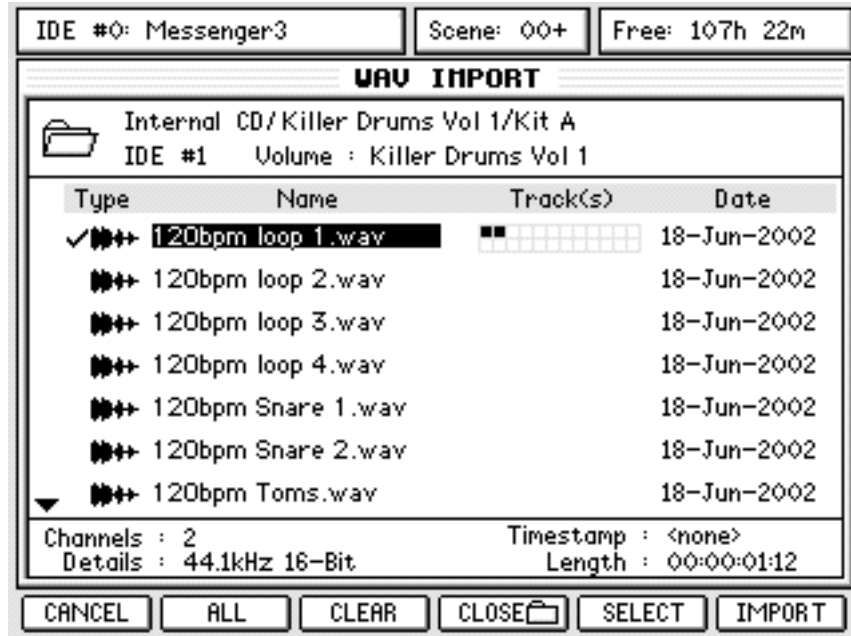 IDE #0: Messenger3 Scene: 00+ Free: 107h 22m
WAV IMPORT
Internal CD/Killer Drums Vol 1/Kit A
IDE #1 Volume : Killer Drums Vol 1
Type Name Track(s) Date
120bpm loop 1.wav 18-Jun-2002
120bpm loop 2.wav 18-Jun-2002
120bpm loop 3.wav 18-Jun-2002
120bpm loop 4.wav 18-Jun-2002
120bpm Snare 1.wav 18-Jun-2002
120bpm Snare 2.wav 18-Jun-2002
120bpm Toms.wav 18-Jun-2002
Channels : 2 Timestamp : <none>
Details : 44.1kHz 16-Bit Length : 00:00:01:12
CANCEL ALL CLEAR CLOSE SELECT IMPORT